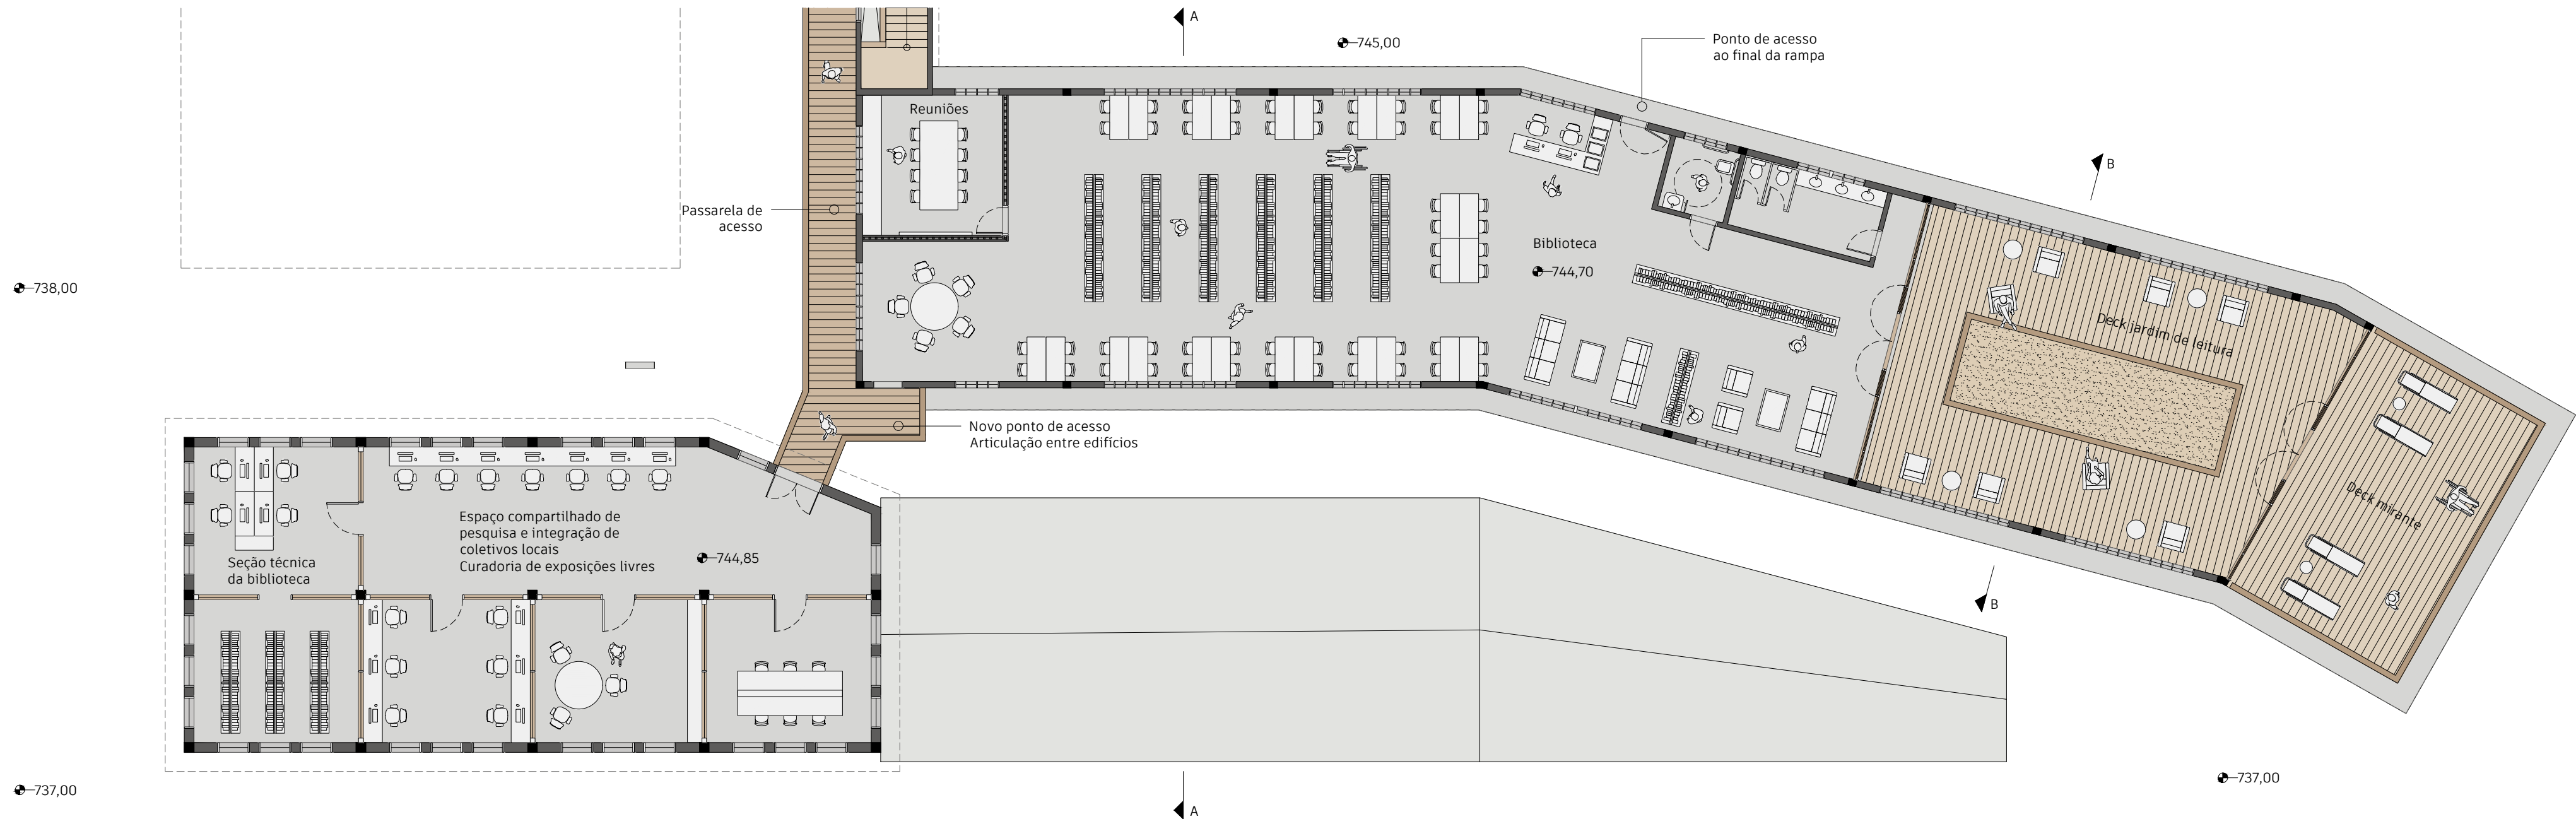 A
745,00
Ponto de acesso
ao final da rampa
Reuniões
B
Passarela de
acesso
Biblioteca
744,70
738,00
Deck jardim de leitura
Novo ponto de acesso
Articulação entre edifícios
Deck mirante
Espaço compartilhado de
pesquisa e integração de
coletivos locais
Curadoria de exposições livres
744,85
Seção técnica
da biblioteca
B
737,00
737,00
A